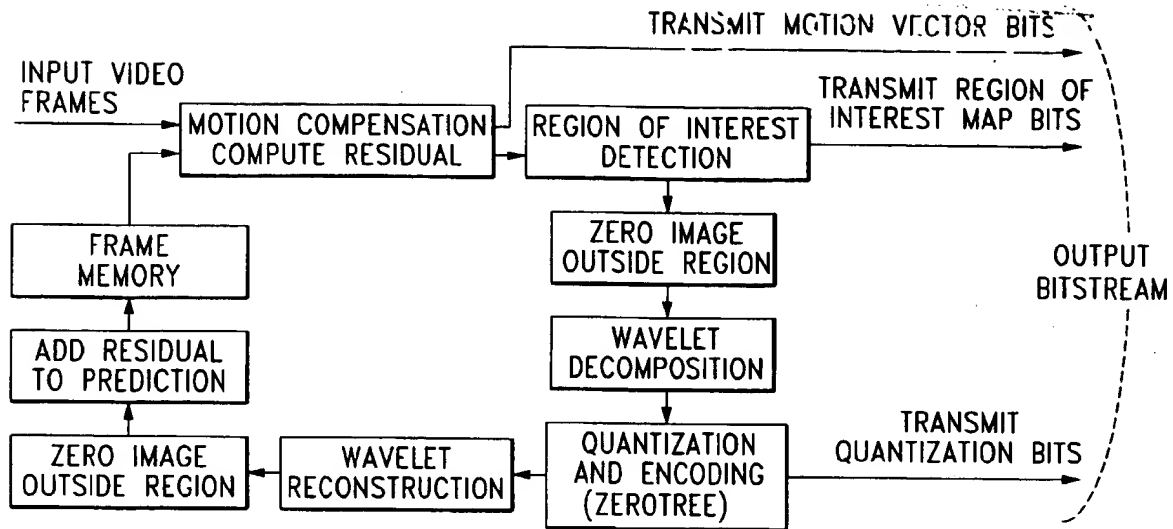 TRANSMIT MOTION VECTOR BITS
INPUT VIDEO
FRAMES
TRANSMIT REGION OF
INTEREST MAP BITS
MOTION COMPENSATION
COMPUTE RESIDUAL
REGION OF INTEREST
DETECTION
FRAME
MEMORY
ZERO IMAGE
OUTSIDE REGION
OUTPUT
BITSTREAM
ADD RESIDUAL
TO PREDICTION
WAVELET
DECOMPOSITION
ZERO IMAGE
OUTSIDE REGION
WAVELET
RECONSTRUCTION
QUANTIZATION
AND ENCODING
(ZEROTREE)
TRANSMIT
QUANTIZATION BITS